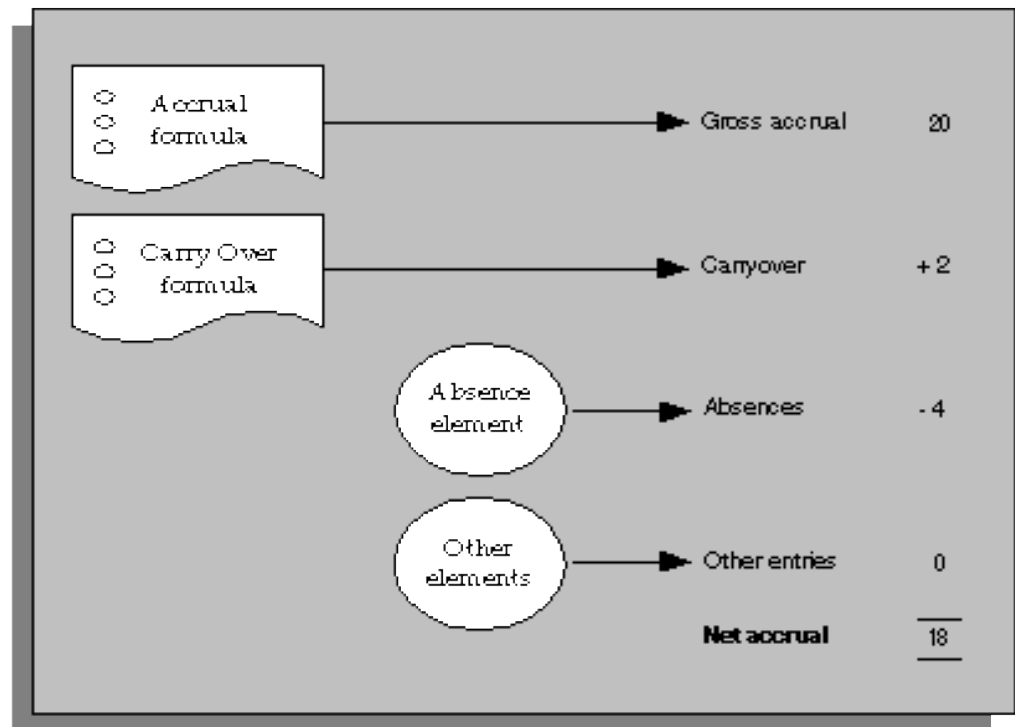 Accrual
formula
Gross accrual 20
Carry Over
formula
Carryover + 2
Absence
element
Absences - 4
Other
elements
Other entries 0
Net accrual 18